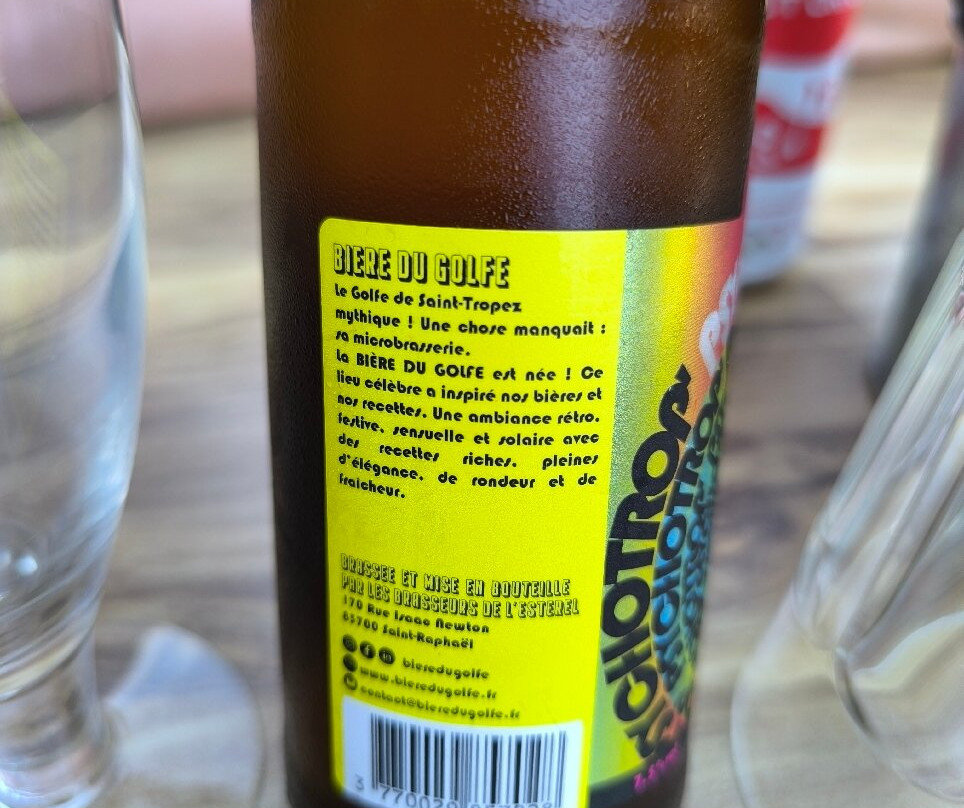 BIERE DU GOLFE
Le Golfe de Saint-Tropez
mythique ! Une chose manquait :
sa microbrasserie.
La BIÈRE DU GOLFE est née ! Ce
lieu célèbre a inspiré nos bières et
nos recettes. Une ambiance rétro,
festive, sensuelle et solaire avec
des recettes riches, pleines
d'élégance, de rondeur et de
fraicheur.
BRASSEE ET MISE EN BOUTEILLE
PAR LES BRASSEURS DE L'ESTEREL
170 Rue Isaac Newton
83700 Saint-Raphaël
bieredugolfe
www.bieredugolfe.fr
contact@bieredugolfe.fr
3 770020